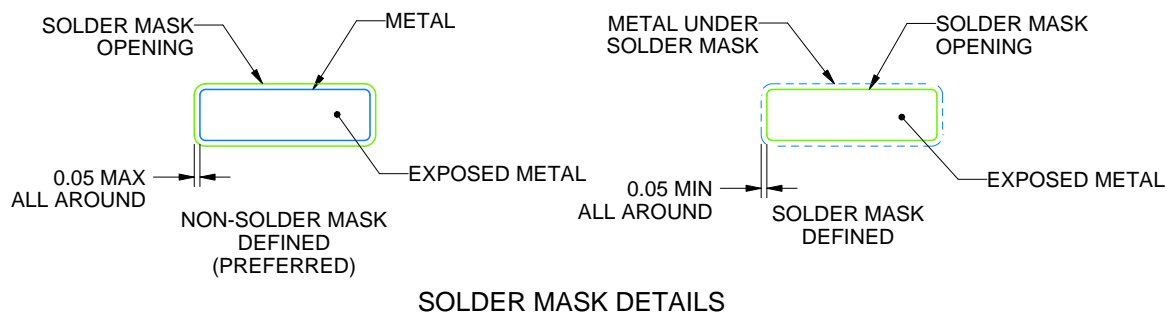 SOLDER MASK
OPENING
METAL
EXPOSED METAL
0.05 MAX
ALL AROUND
NON-SOLDER MASK
DEFINED
(PREFERRED)
METAL UNDER
SOLDER MASK
SOLDER MASK
OPENING
EXPOSED METAL
0.05 MIN
ALL AROUND
SOLDER MASK
DEFINED
SOLDER MASK DETAILS